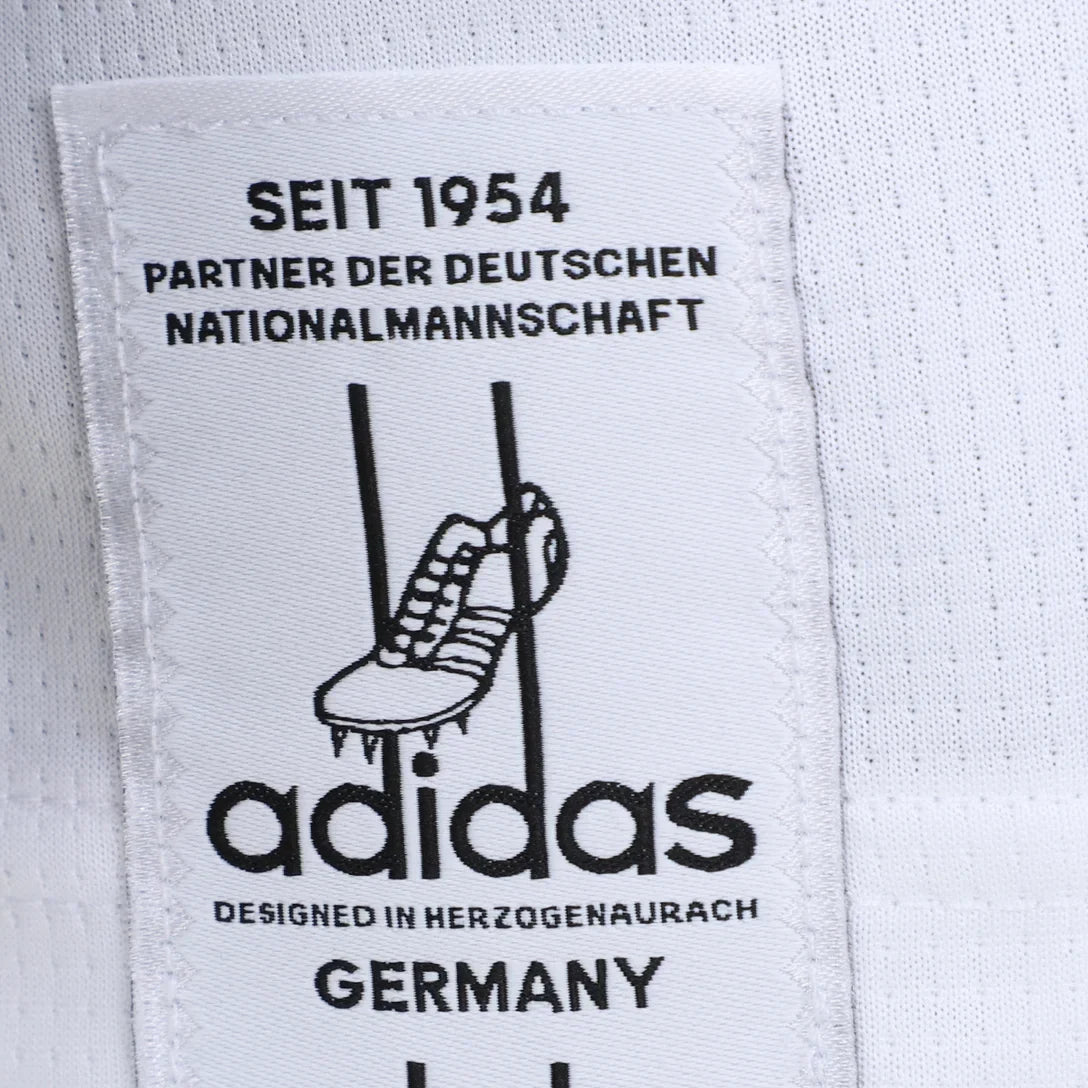 SEIT 1954
PARTNER DER DEUTSCHEN
NATIONALMANNSCHAFT
adidas
DESIGNED IN HERZOGENAURACH
GERMANY